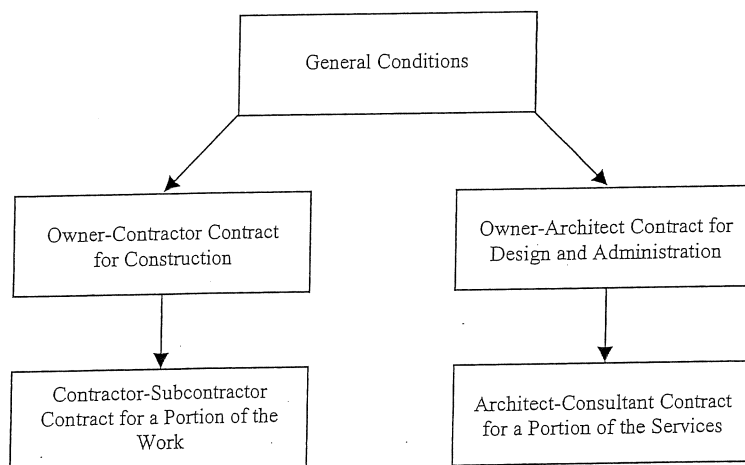 General Conditions
Owner-Contractor Contract
for Construction
Owner-Architect Contract for
Design and Administration
Contractor-Subcontractor
Contract for a Portion of the
Work
Architect-Consultant Contract
for a Portion of the Services